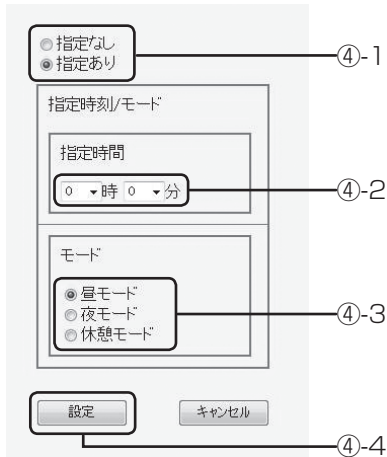 指定なし
指定あり
④-1
指定時刻/モード
指定時間
0 時 0 分
④-2
モード
昼モード
夜モード
休憩モード
④-3
設定 キャンセル
④-4